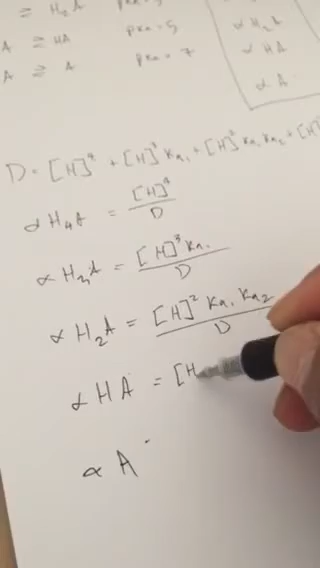 ⇌ H₂A
A ⇌ HA pka = 5
A ⇌ A pka = 7
α H₂A
α HA
α A
D = [H]⁴ + [H]³ Ka₁ + [H]² Ka₁ Ka₂ + [H]
α H₄A = [H]⁴ / D
α H₃A = [H]³ Ka₁ / D
α H₂A = [H]² Ka₁ Ka₂ / D
α HA = [H
α A